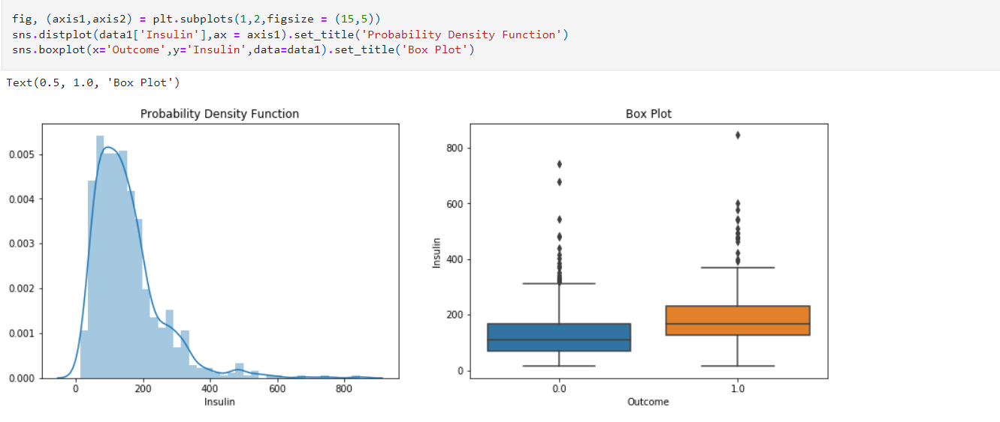 fig, (axis1,axis2) = plt.subplots(1,2,figsize = (15,5))
sns.distplot(data1['Insulin'],ax = axis1).set_title('Probability Density Function')
sns.boxplot(x='Outcome',y='Insulin',data=data1).set_title('Box Plot')
Text(0.5, 1.0, 'Box Plot')
Probability Density Function
0.005
0.004
0.003
0.002
0.001
0.000
0 200 400 600 800
Insulin
Box Plot
800
600
400
200
0
Insulin
0.0 1.0
Outcome